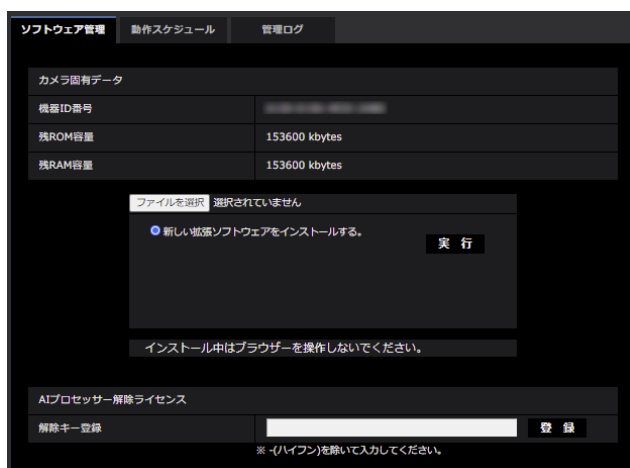 ソフトウェア管理 動作スケジュール 管理ログ
カメラ固有データ
機器ID番号
残ROM容量 153600 kbytes
残RAM容量 153600 kbytes
ファイルを選択 選択されていません
新しい拡張ソフトウェアをインストールする。
実 行
インストール中はブラウザーを操作しないでください。
AIプロセッサー解除ライセンス
解除キー登録 登 録
※ -(ハイフン)を除いて入力してください。